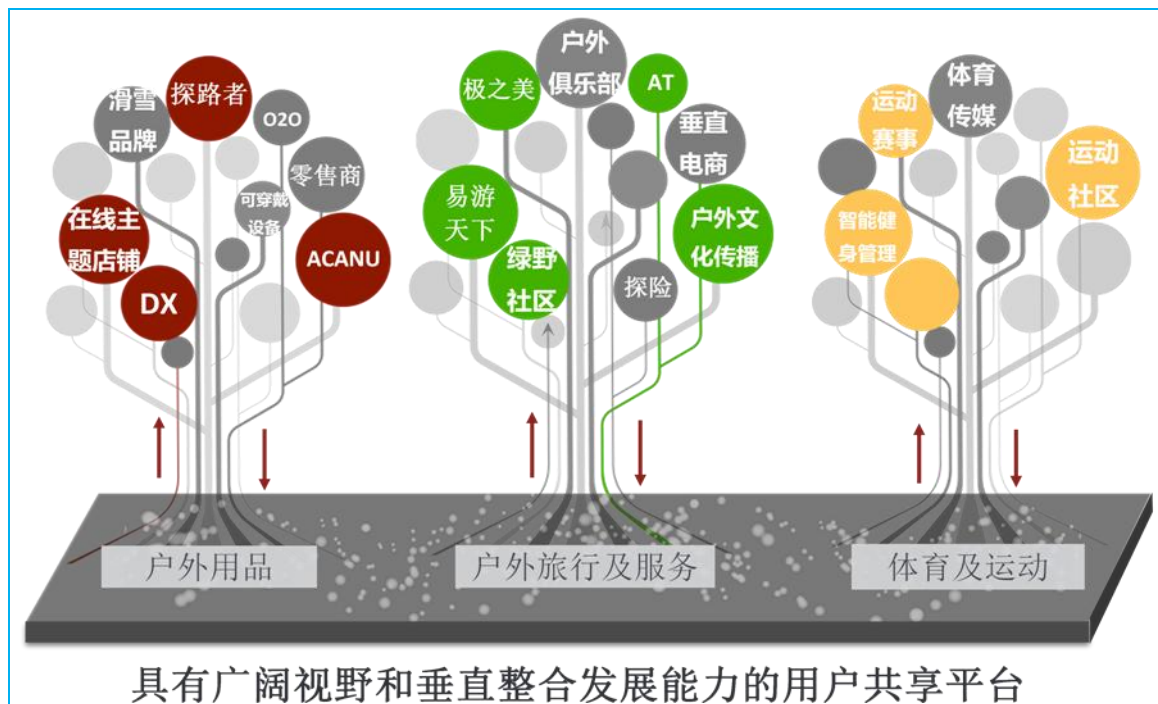 滑雪
品牌
探路者
O2O
零售商
可穿戴
设备
在线主
题店铺
DX
ACANU
极之美
户外
俱乐部
AT
垂直
电商
易游
天下
绿野
社区
户外文
化传播
探险
运动
赛事
体育
传媒
运动
社区
智能健
身管理
户外用品
户外旅行及服务
体育及运动
具有广阔视野和垂直整合发展能力的用户共享平台